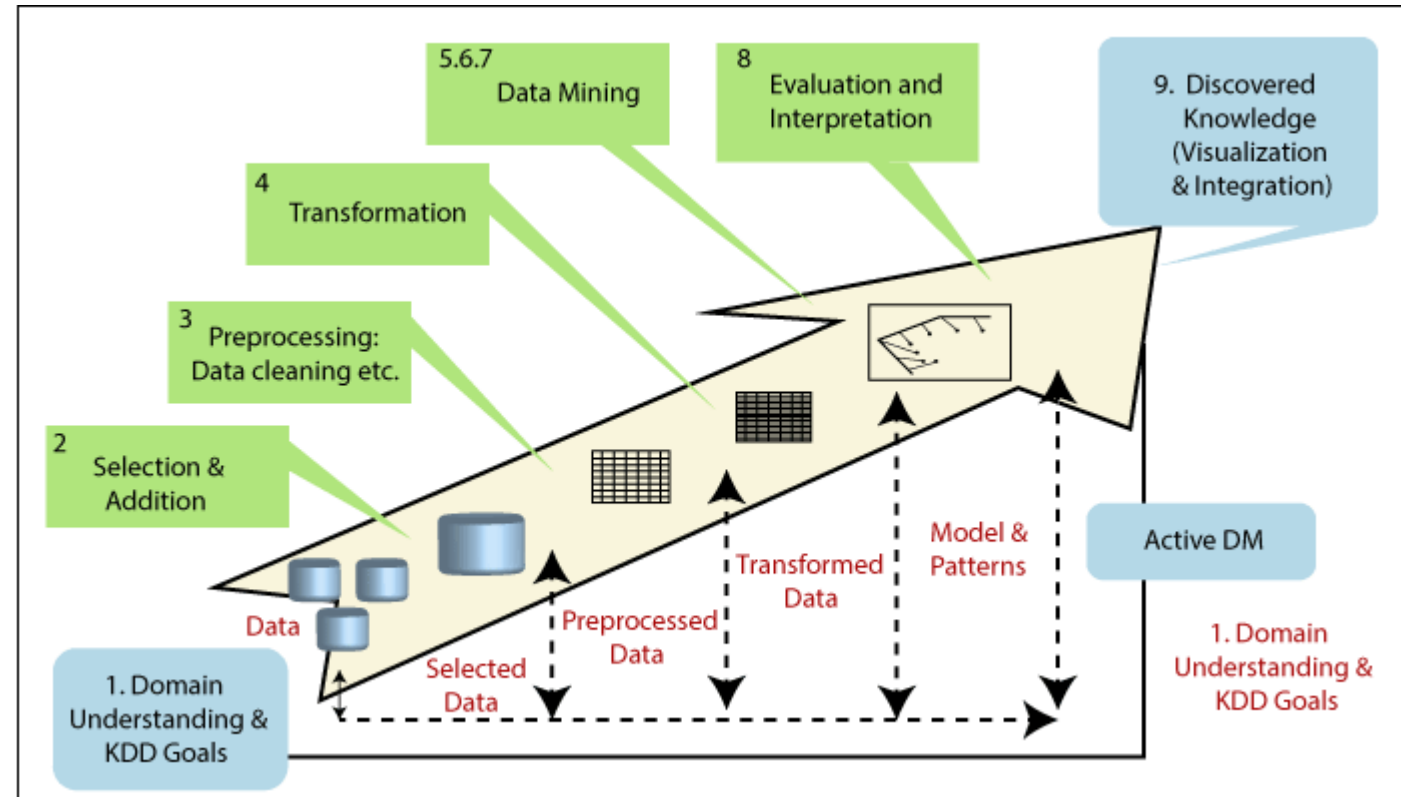 5.6.7
Data Mining
8
Evaluation and
Interpretation
9. Discovered
Knowledge
(Visualization
& Integration)
4
Transformation
3
Preprocessing:
Data cleaning etc.
2
Selection &
Addition
Data
Selected
Data
Preprocessed
Data
Transformed
Data
Model &
Patterns
Active DM
1. Domain
Understanding &
KDD Goals
1. Domain
Understanding &
KDD Goals